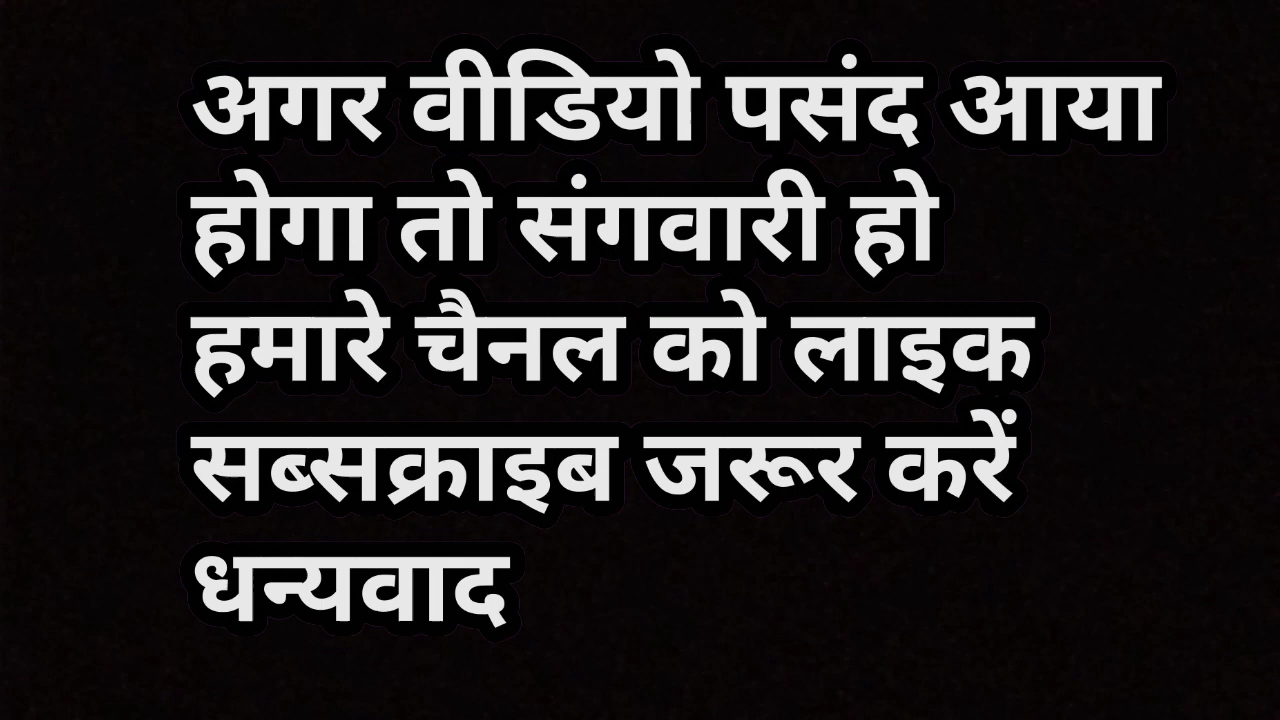 अगर वीडियो पसंद आया
होगा तो संगवारी हो
हमारे चैनल को लाइक
सब्सक्राइब जरूर करें
धन्यवाद